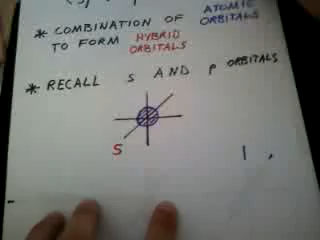 * COMBINATION OF ATOMIC ORBITALS
TO FORM HYBRID ORBITALS
* RECALL S AND P ORBITALS
S